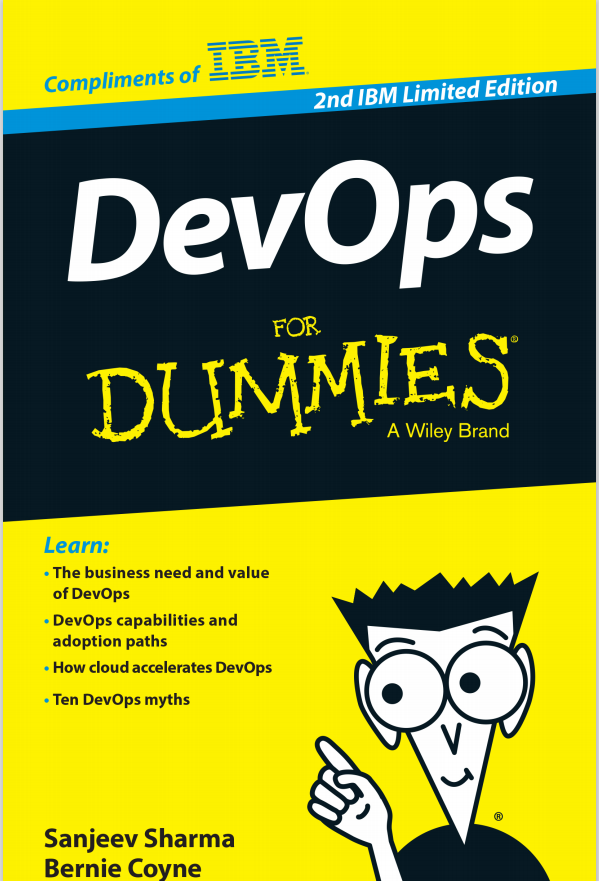 Compliments of IBM®
2nd IBM Limited Edition
DevOps
FOR
DUMMIES®
A Wiley Brand
Learn:
• The business need and value
of DevOps
• DevOps capabilities and
adoption paths
• How cloud accelerates DevOps
• Ten DevOps myths
®
Sanjeev Sharma
Bernie Coyne